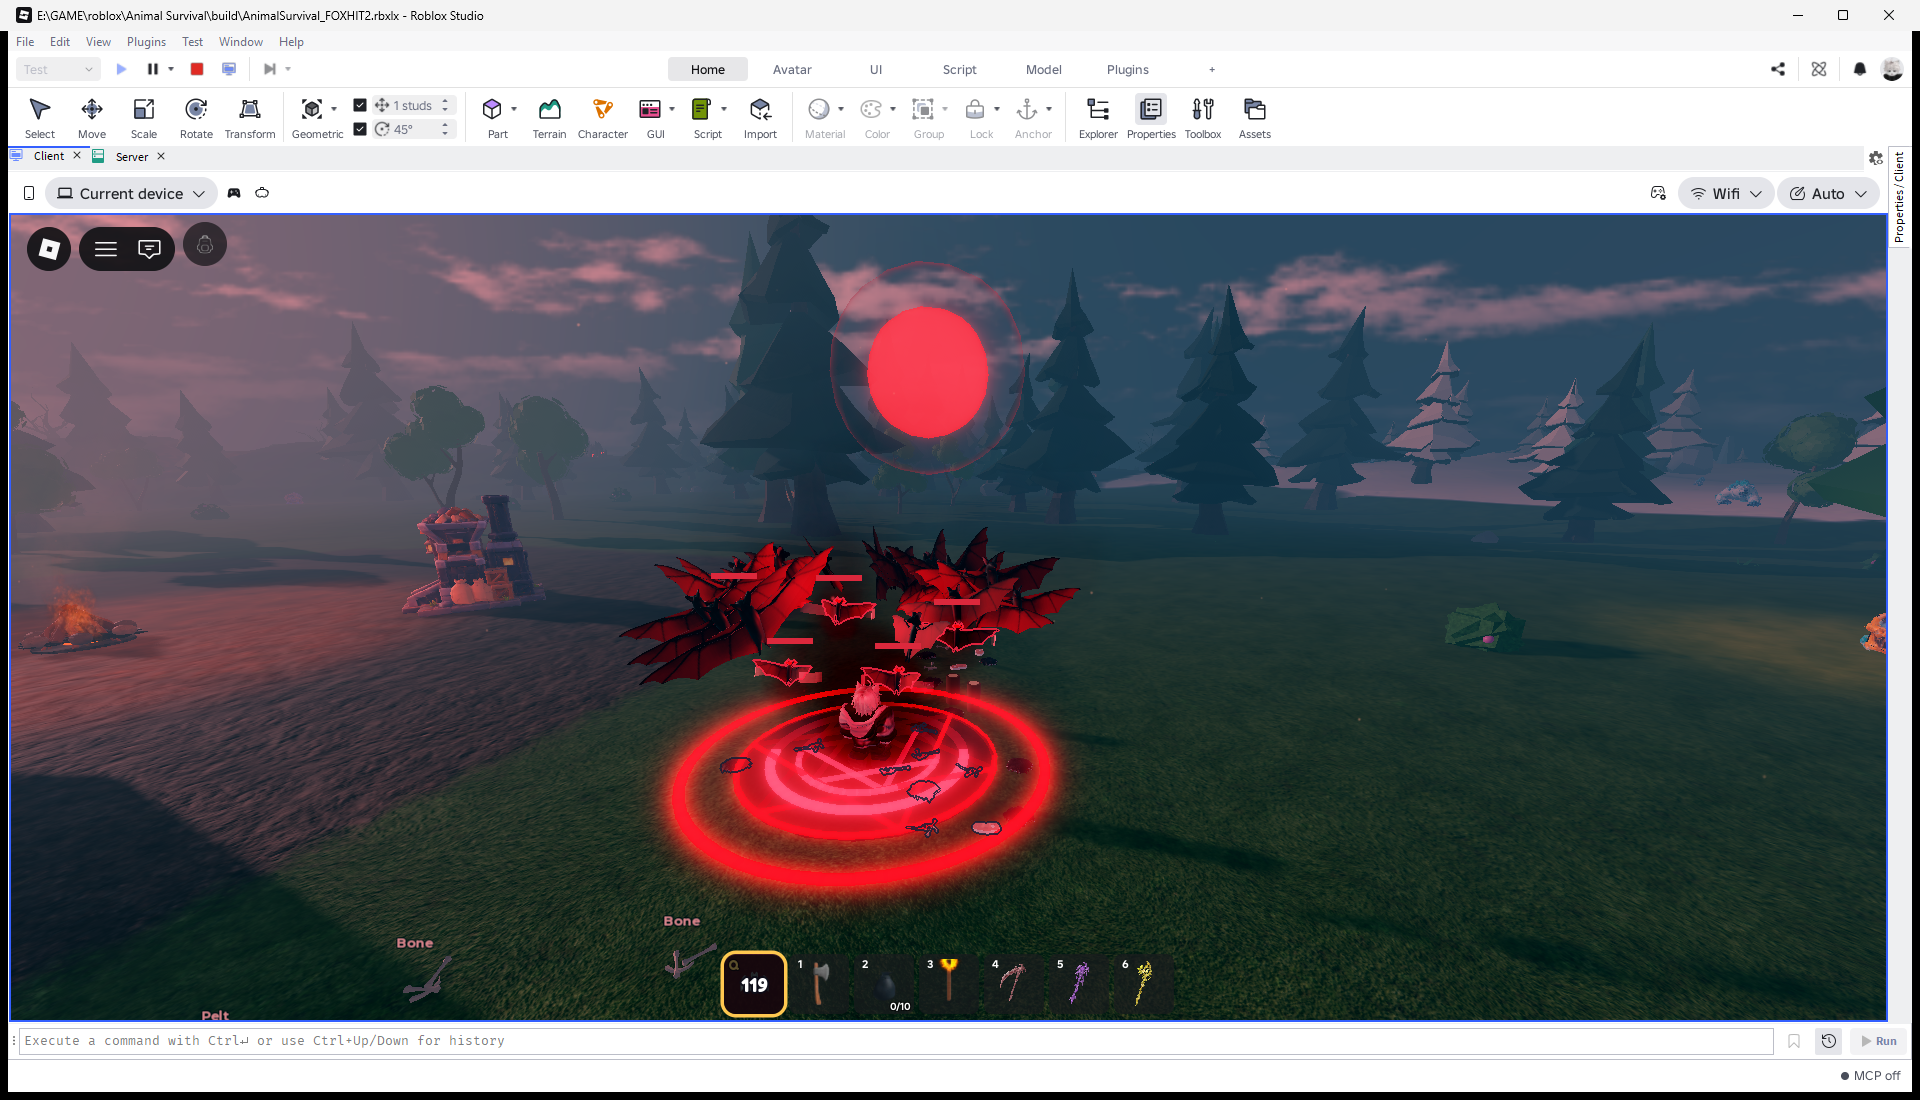 E:\GAME\roblox\Animal Survival\build\AnimalSurvival_FOXHIT2.rbxlx - Roblox Studio
File Edit View Plugins Test Window Help
Test
Home Avatar UI Script Model Plugins +
1 studs
45°
Select Move Scale Rotate Transform Geometric Part Terrain Character GUI Script Import Material Color Group Lock Anchor Explorer Properties Toolbox Assets
Client Server
Properties / Client
Current device
Wifi Auto
Bone
Bone
Pelt
Q
119
1
2
0/10
3
4
5
6
Execute a command with Ctrl↵ or use Ctrl+Up/Down for history
Run
MCP off